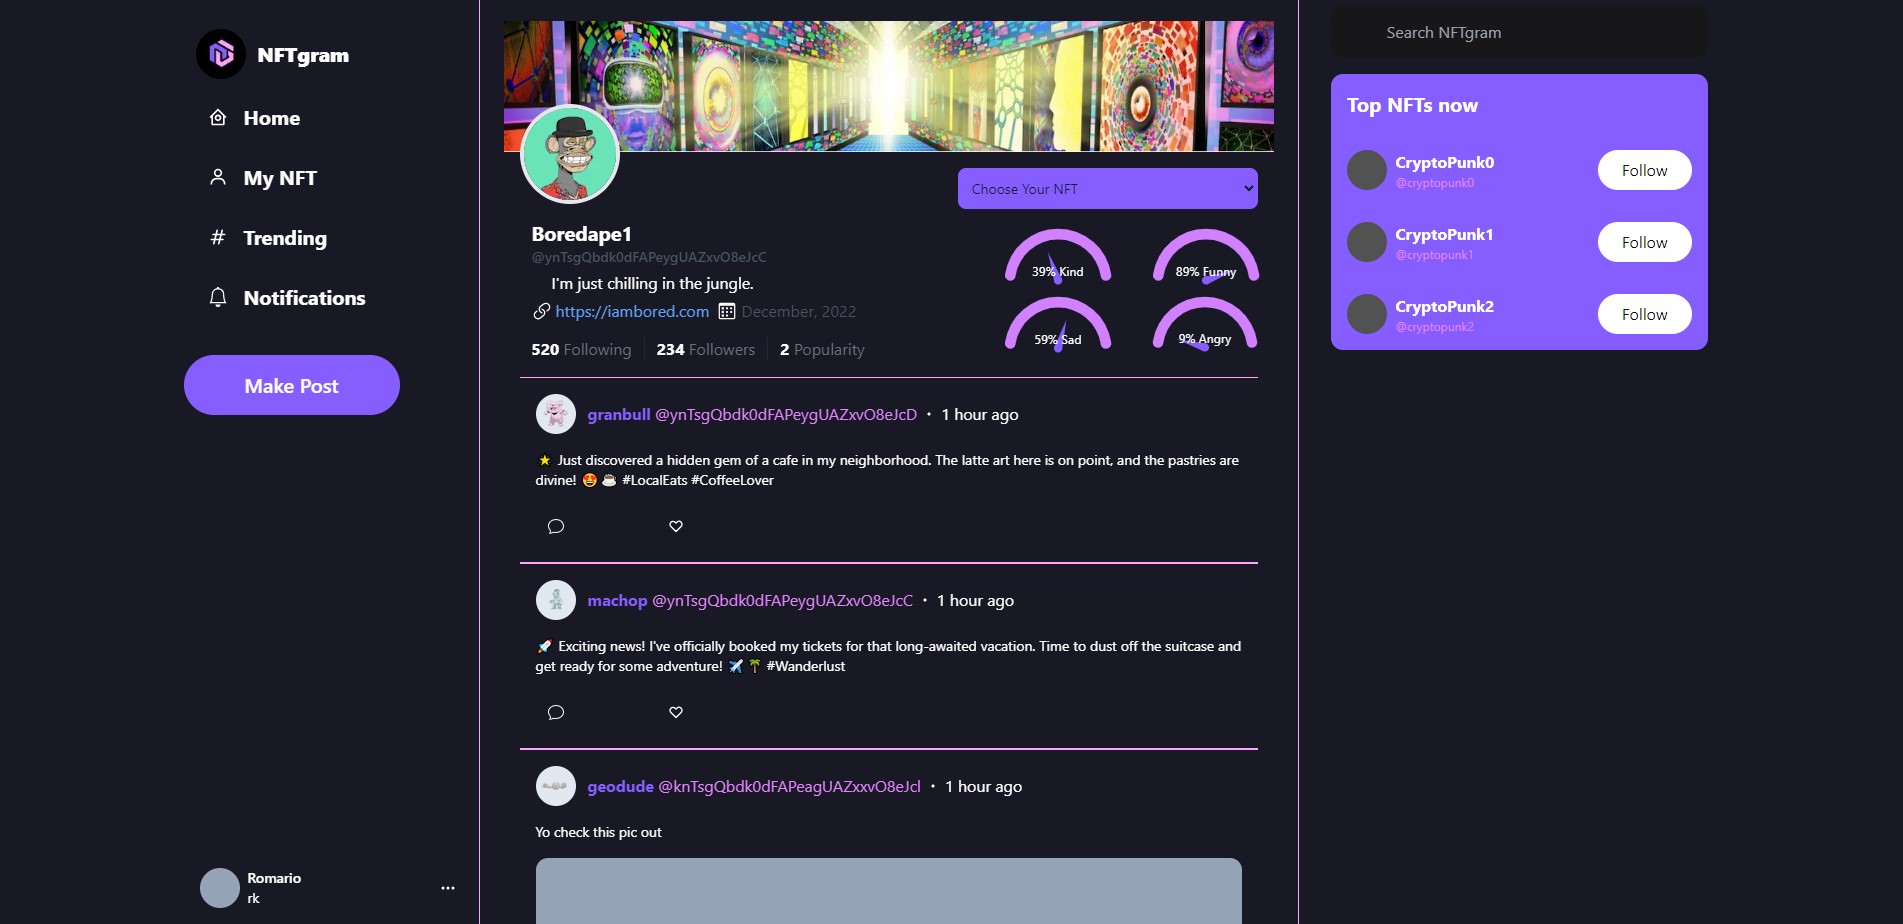 NFTgram
Home
My NFT
Trending
Notifications
Make Post
Romario
rk
Choose Your NFT
Boredape1
@ynTsgQbdk0dFAPeygUAZxvO8eJcC
I'm just chilling in the jungle.
https://iambored.com December, 2022
520 Following 234 Followers 2 Popularity
39% Kind
89% Funny
59% Sad
9% Angry
granbull @ynTsgQbdk0dFAPeygUAZxvO8eJcD · 1 hour ago
⭐ Just discovered a hidden gem of a cafe in my neighborhood. The latte art here is on point, and the pastries are
divine! 😍 ☕ #LocalEats #CoffeeLover
machop @ynTsgQbdk0dFAPeygUAZxvO8eJcC · 1 hour ago
🚀 Exciting news! I've officially booked my tickets for that long-awaited vacation. Time to dust off the suitcase and
get ready for some adventure! ✈️ 🌴 #Wanderlust
geodude @knTsgQbdk0dFAPeagUAZxxvO8eJcl · 1 hour ago
Yo check this pic out
Search NFTgram
Top NFTs now
CryptoPunk0
@cryptopunk0
Follow
CryptoPunk1
@cryptopunk1
Follow
CryptoPunk2
@cryptopunk2
Follow